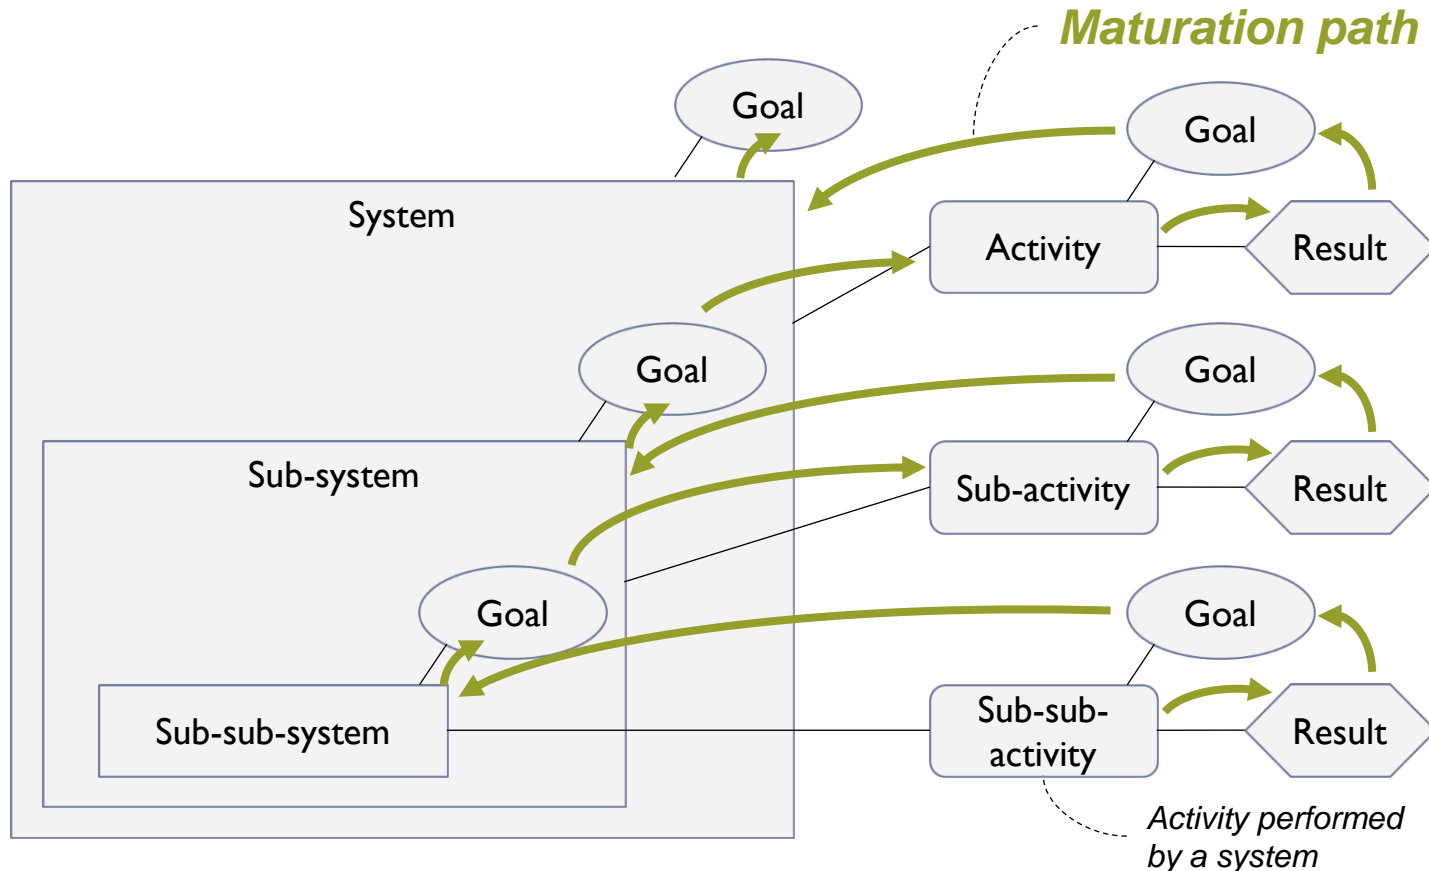 Maturation path
Goal
Goal
System
Activity
Result
Goal
Goal
Sub-system
Sub-activity
Result
Goal
Goal
Sub-sub-system
Sub-sub-
activity
Result
Activity performed
by a system